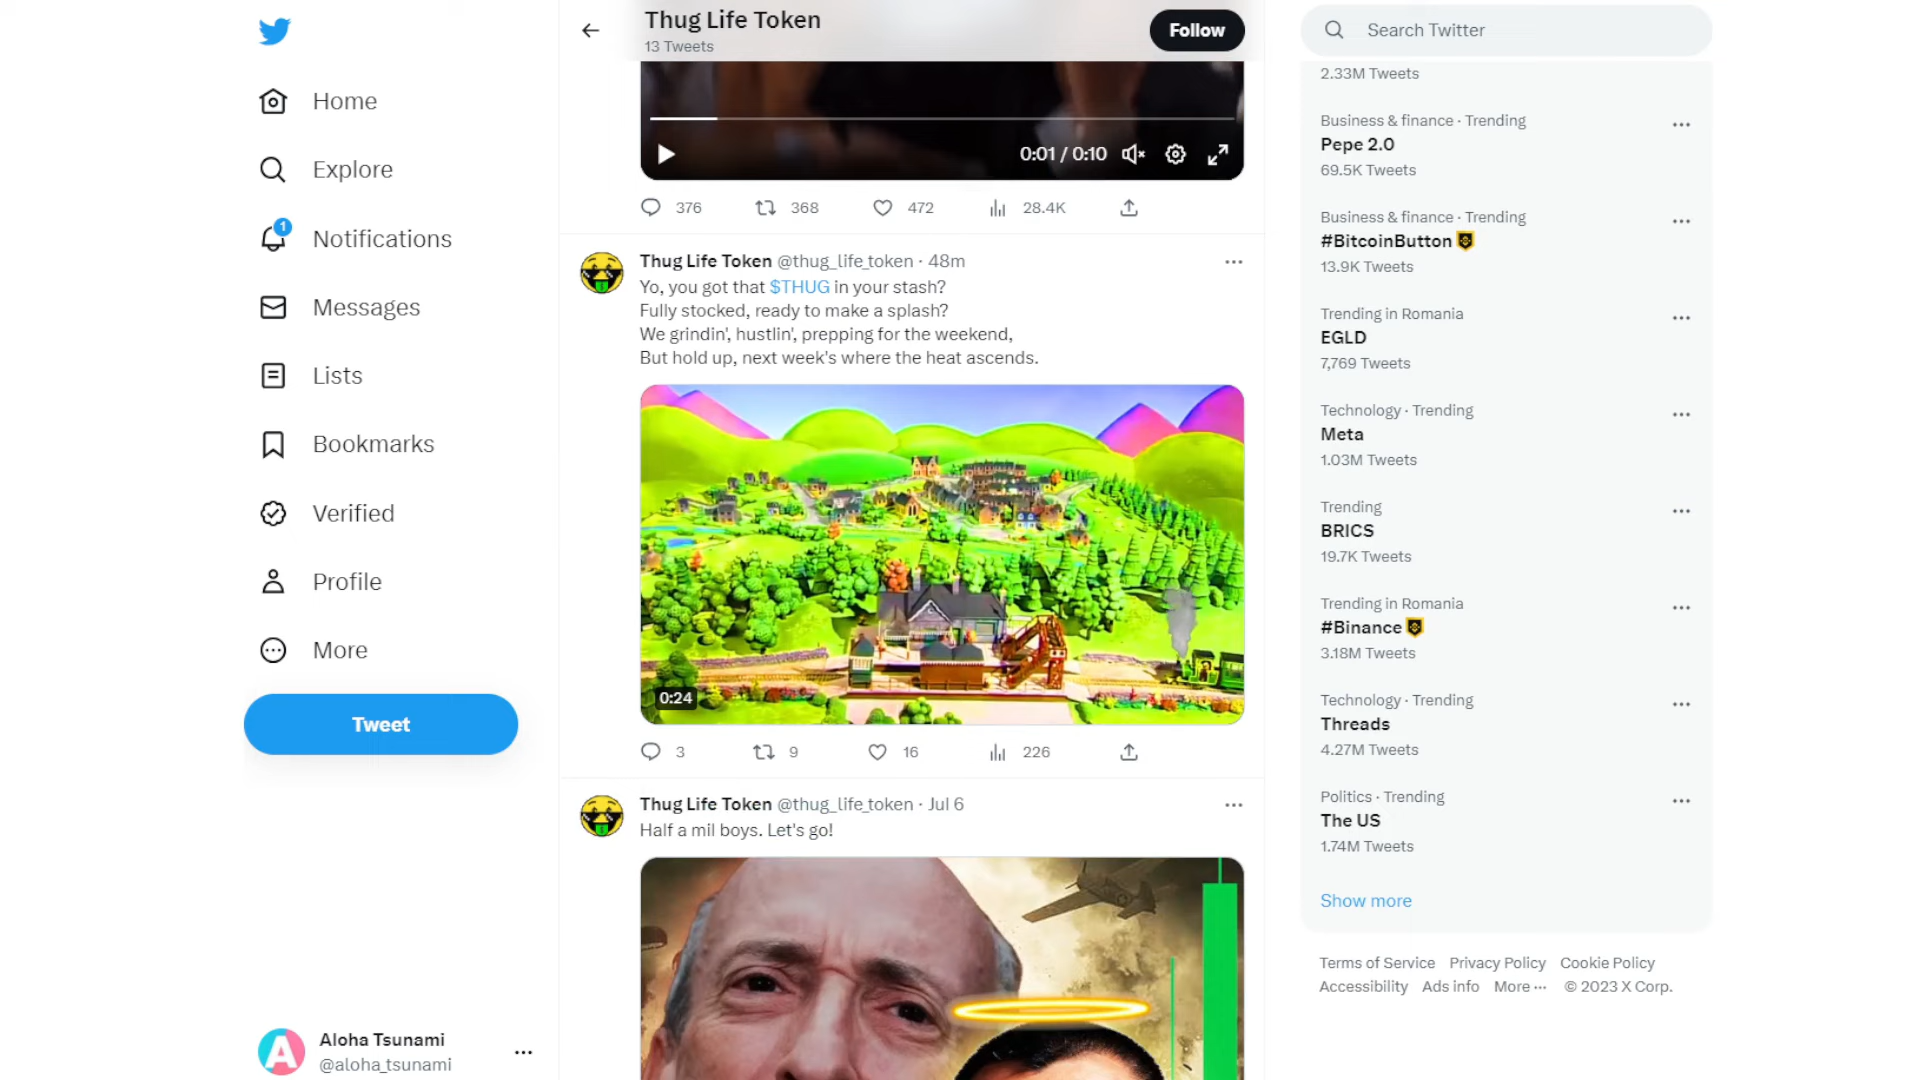 Home
Explore
1
Notifications
Messages
Lists
Bookmarks
Verified
Profile
More
Tweet
A
Aloha Tsunami
@aloha_tsunami
Thug Life Token
13 Tweets
Follow
0:01 / 0:10
376 368 472 28.4K
Thug Life Token @thug_life_token · 48m
Yo, you got that $THUG in your stash?
Fully stocked, ready to make a splash?
We grindin', hustlin', prepping for the weekend,
But hold up, next week's where the heat ascends.
0:24
3 9 16 226
Thug Life Token @thug_life_token · Jul 6
Half a mil boys. Let's go!
Search Twitter
2.33M Tweets
Business & finance · Trending
Pepe 2.0
69.5K Tweets
Business & finance · Trending
#BitcoinButton
13.9K Tweets
Trending in Romania
EGLD
7,769 Tweets
Technology · Trending
Meta
1.03M Tweets
Trending
BRICS
19.7K Tweets
Trending in Romania
#Binance
3.18M Tweets
Technology · Trending
Threads
4.27M Tweets
Politics · Trending
The US
1.74M Tweets
Show more
Terms of Service Privacy Policy Cookie Policy
Accessibility Ads info More ··· © 2023 X Corp.